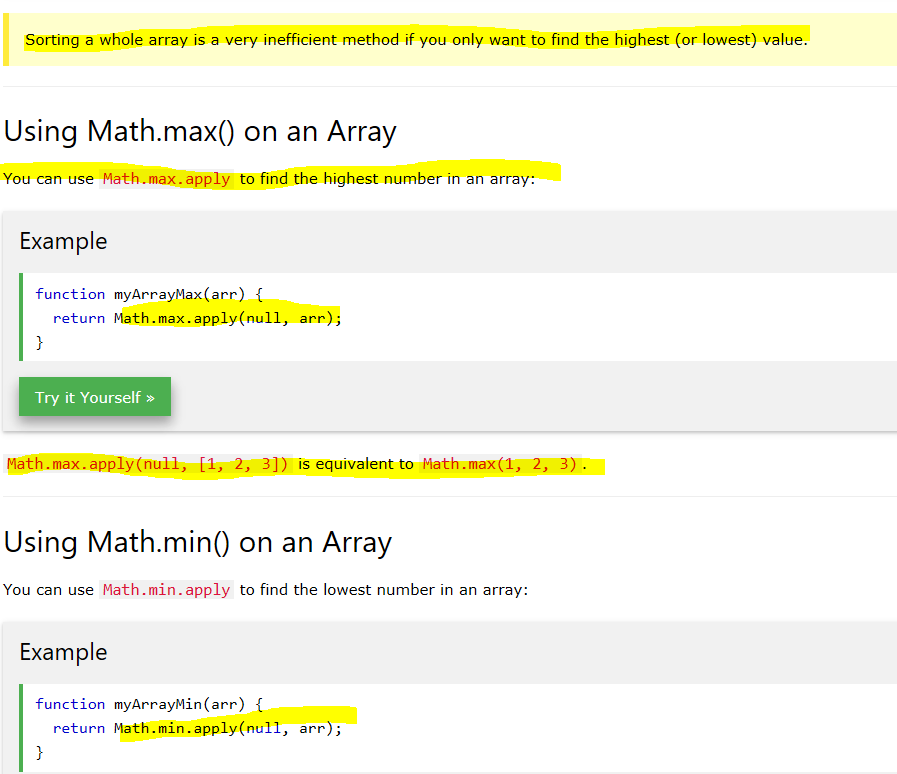 Sorting a whole array is a very inefficient method if you only want to find the highest (or lowest) value.
Using Math.max() on an Array
You can use Math.max.apply to find the highest number in an array:
Example
function myArrayMax(arr) {
  return Math.max.apply(null, arr);
}
Try it Yourself »
Math.max.apply(null, [1, 2, 3]) is equivalent to Math.max(1, 2, 3).
Using Math.min() on an Array
You can use Math.min.apply to find the lowest number in an array:
Example
function myArrayMin(arr) {
  return Math.min.apply(null, arr);
}